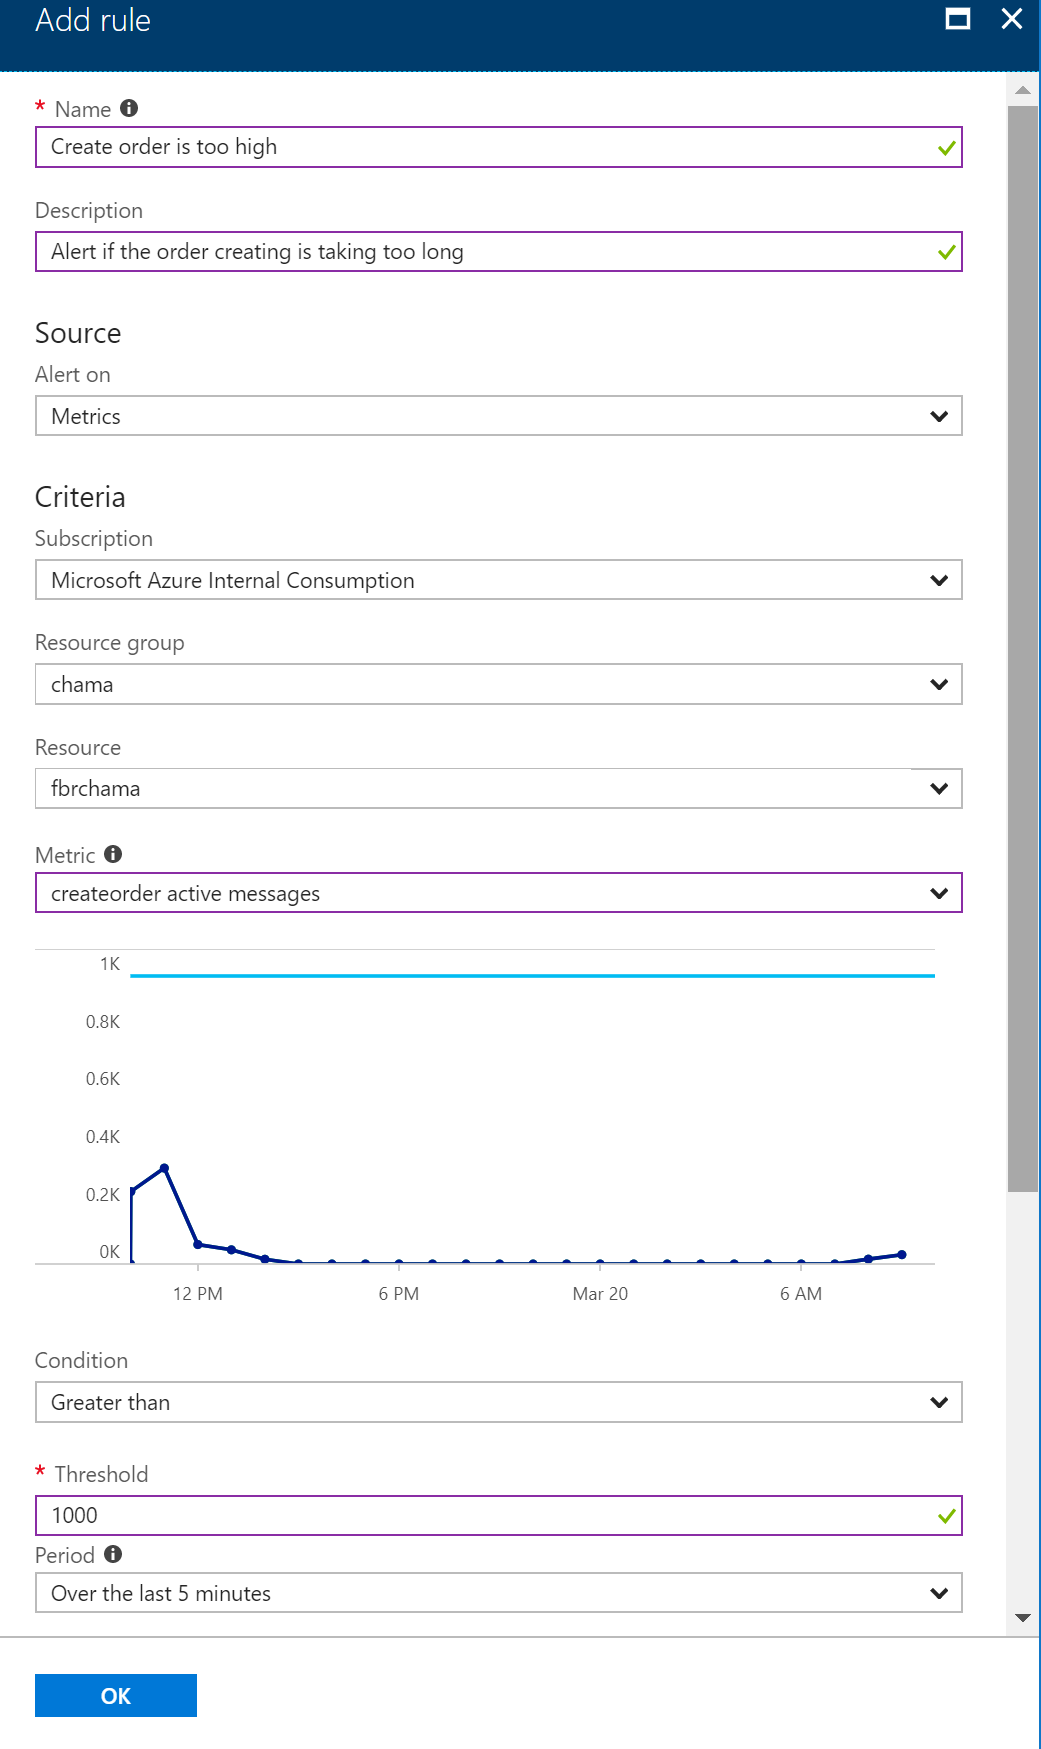 Add rule
* Name
Create order is too high
Description
Alert if the order creating is taking too long
Source
Alert on
Metrics
Criteria
Subscription
Microsoft Azure Internal Consumption
Resource group
chama
Resource
fbrchama
Metric
createorder active messages
1K
0.8K
0.6K
0.4K
0.2K
0K
12 PM 6 PM Mar 20 6 AM
Condition
Greater than
* Threshold
1000
Period
Over the last 5 minutes
OK